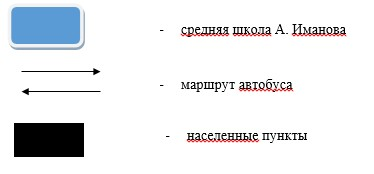 - средняя школа А. Иманова
- маршрут автобуса
- населенные пункты